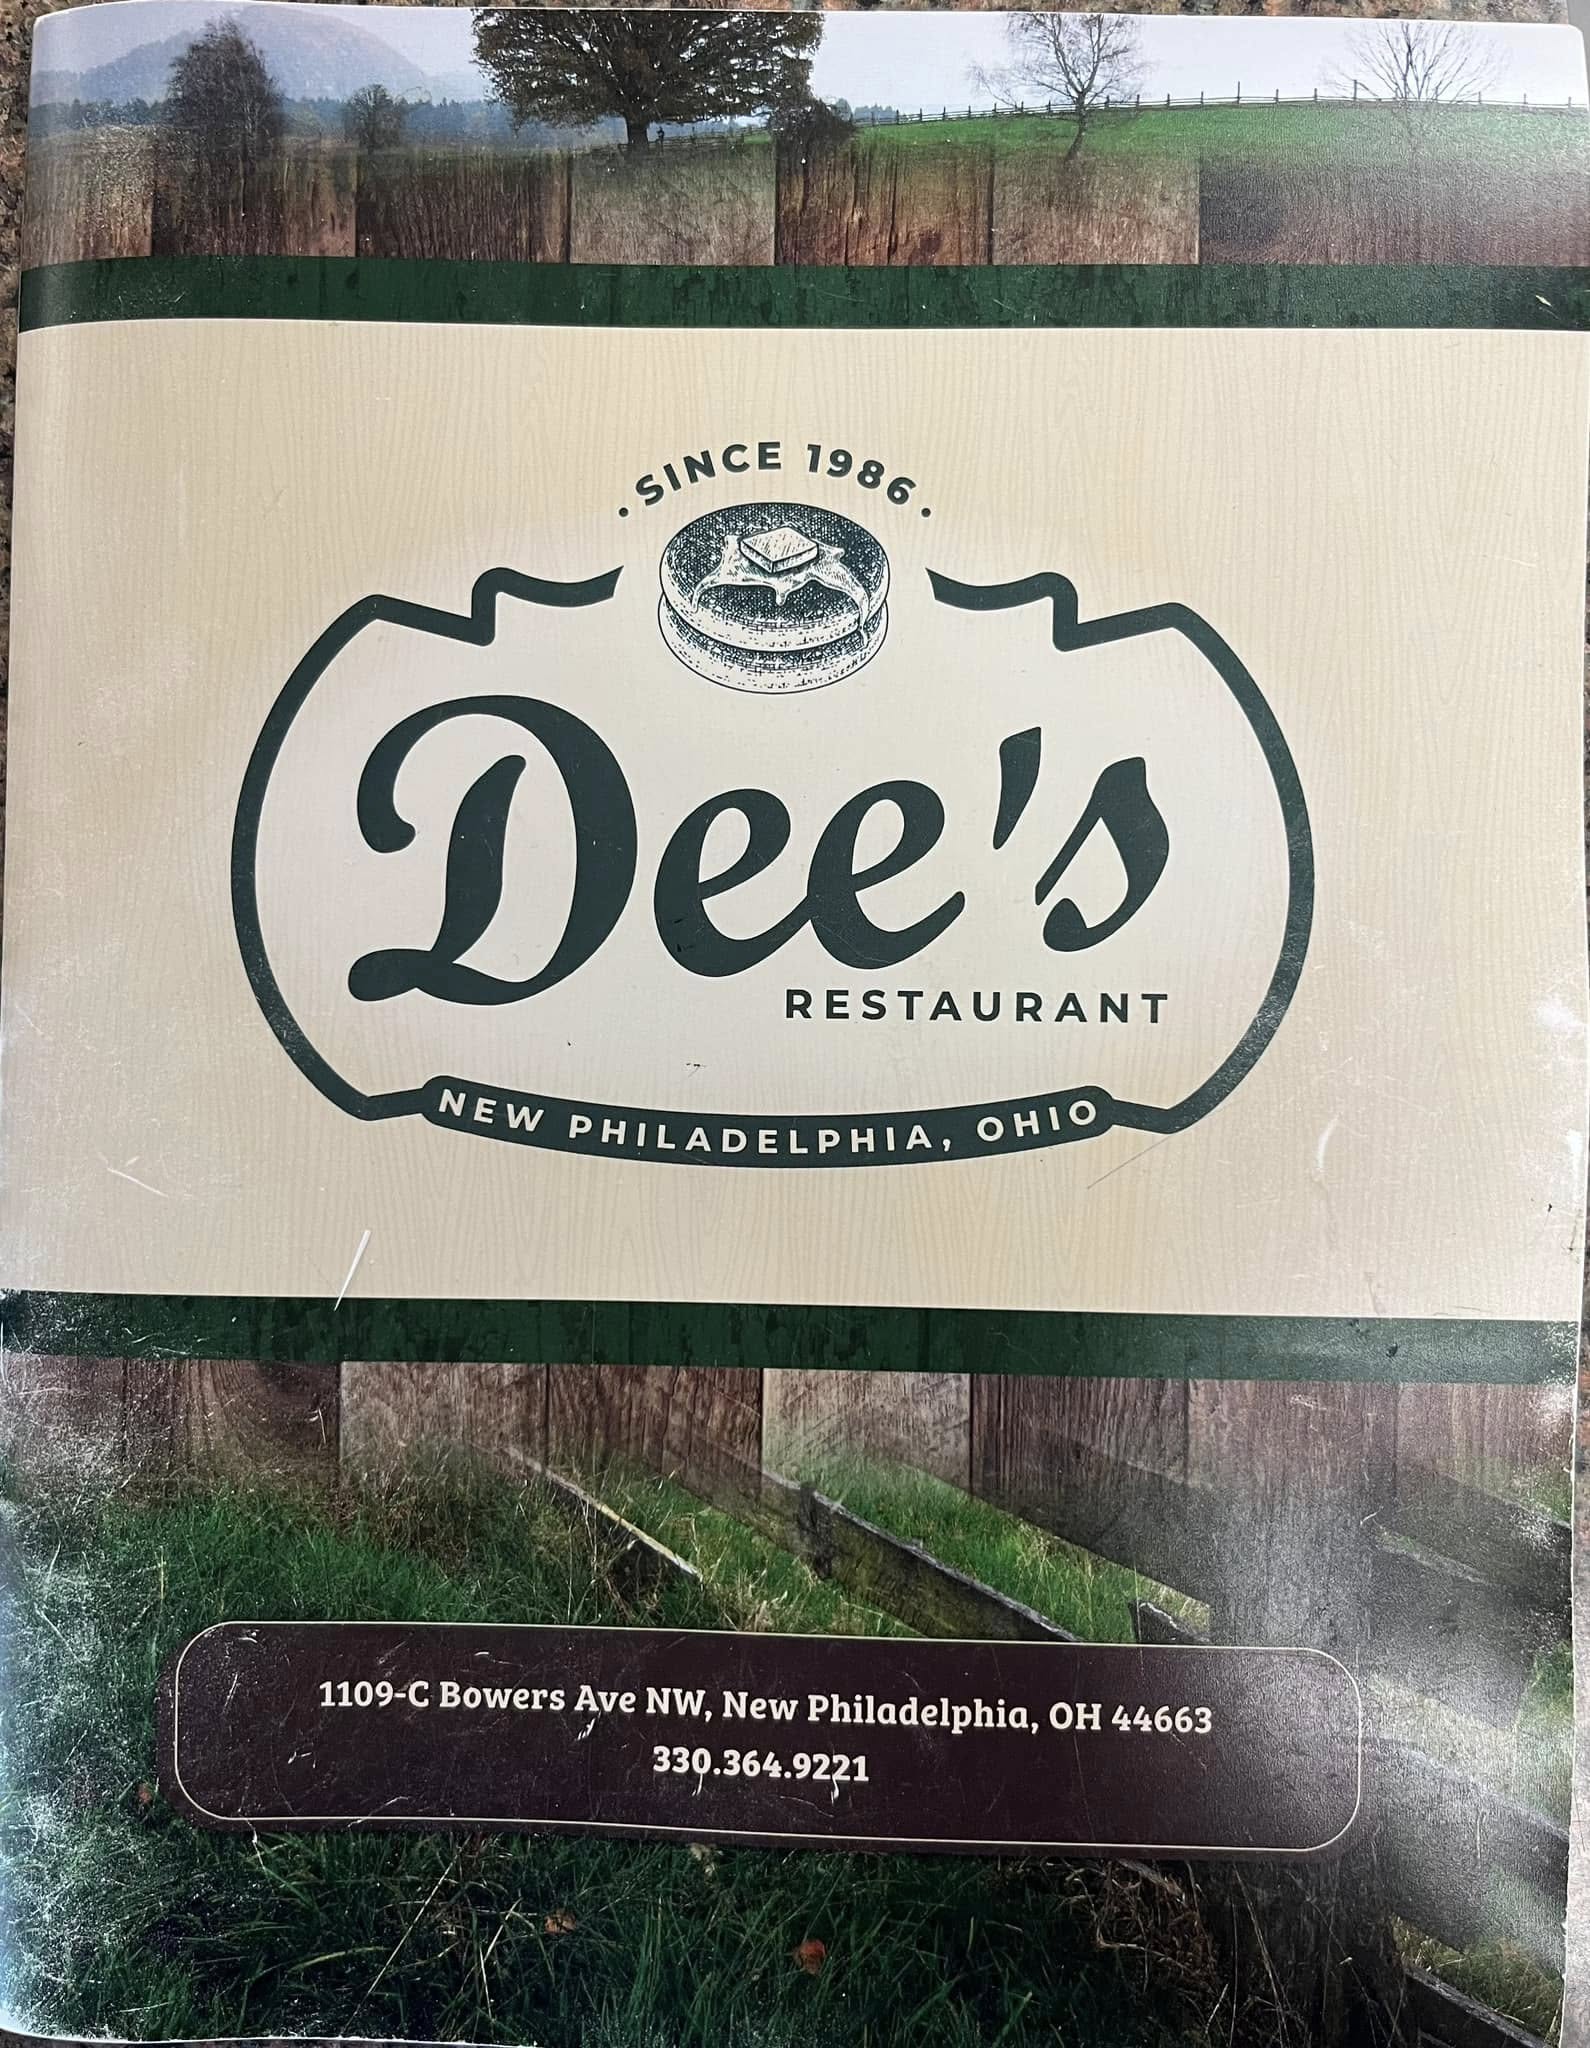 · SINCE 1986 ·
Dee's
RESTAURANT
NEW PHILADELPHIA, OHIO
1109-C Bowers Ave NW, New Philadelphia, OH 44663
330.364.9221